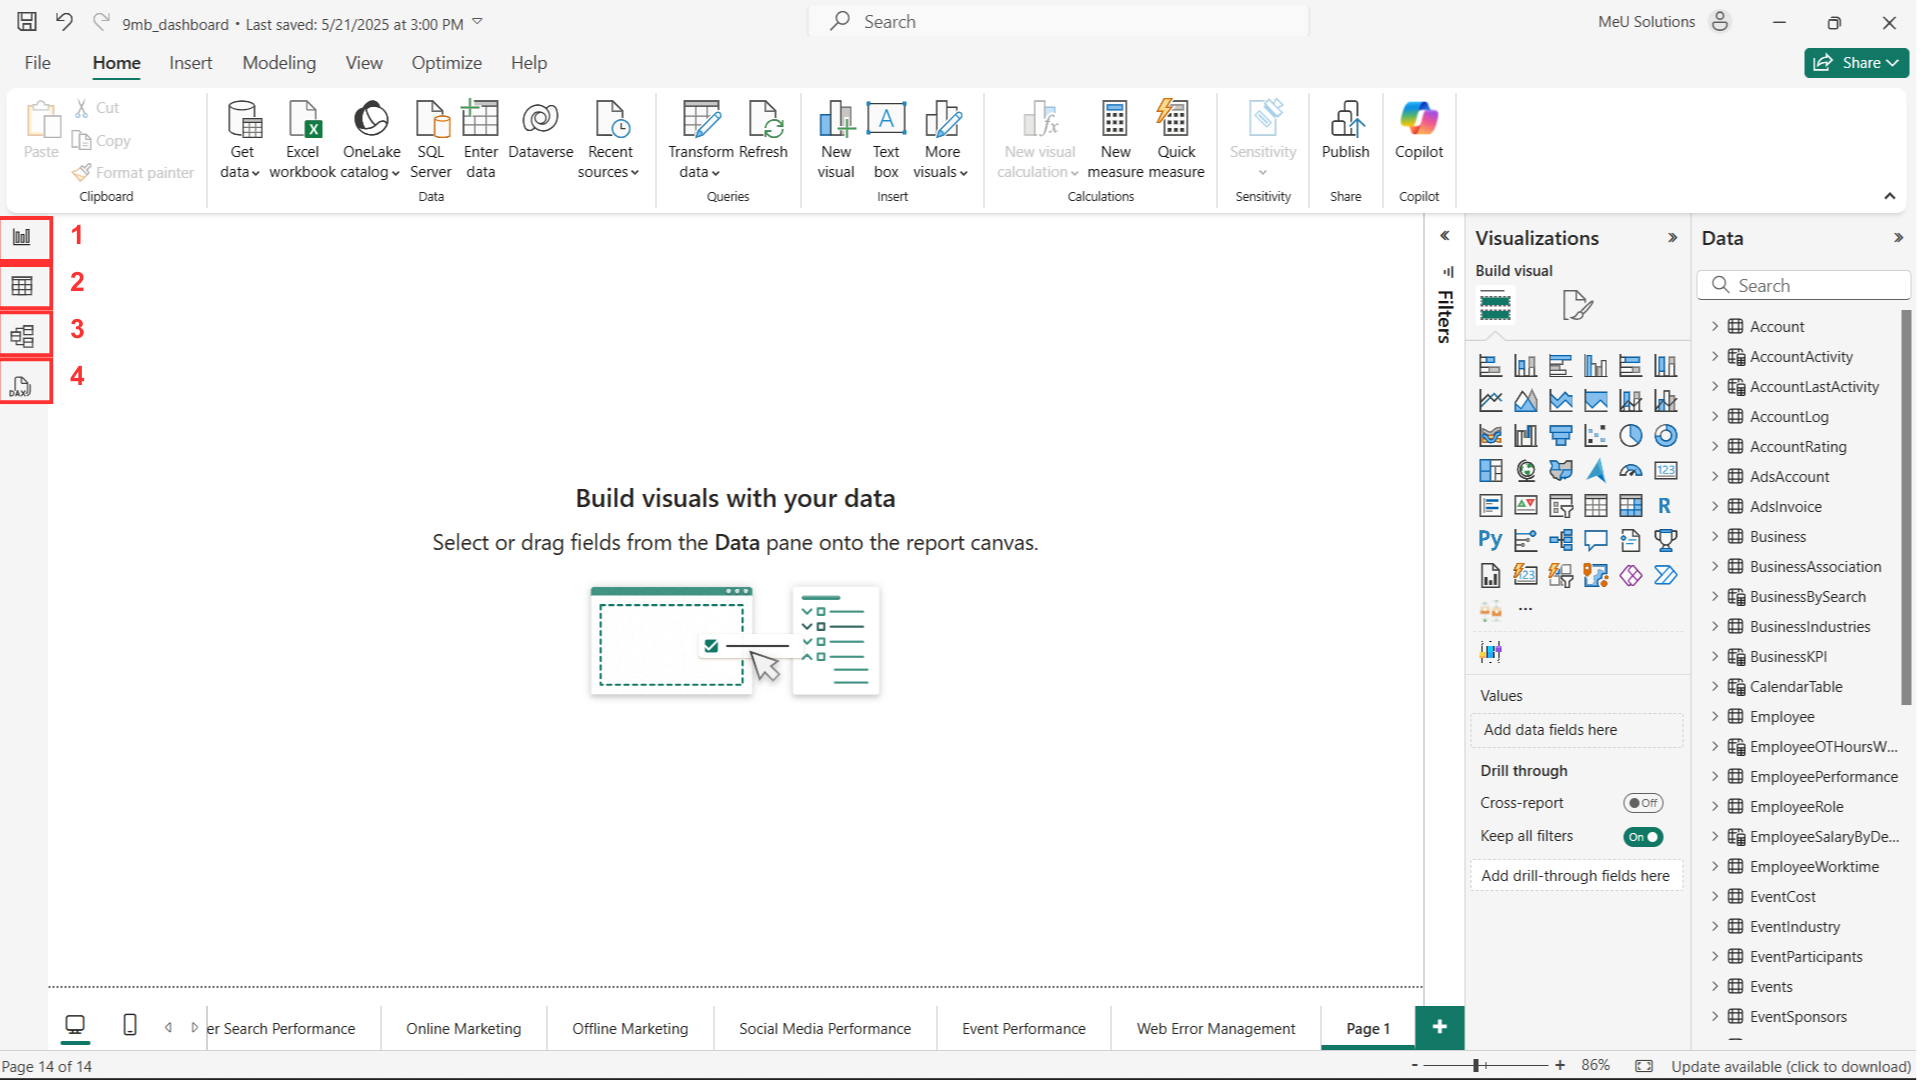 9mb_dashboard • Last saved: 5/21/2025 at 3:00 PM
Search
MeU Solutions
File
Home
Insert
Modeling
View
Optimize
Help
Share
Paste
Cut
Copy
Format painter
Clipboard
Get data
Excel workbook
OneLake catalog
SQL Server
Enter data
Dataverse
Recent sources
Data
Transform data
Refresh
Queries
New visual
Text box
More visuals
Insert
New visual calculation
New measure
Quick measure
Calculations
Sensitivity
Sensitivity
Publish
Share
Copilot
Copilot
1
2
3
4
DAX
Build visuals with your data
Select or drag fields from the Data pane onto the report canvas.
Filters
Visualizations
Build visual
123
R
Py
123
Values
Add data fields here
Drill through
Cross-report
Off
Keep all filters
On
Add drill-through fields here
Data
Search
Account
AccountActivity
AccountLastActivity
AccountLog
AccountRating
AdsAccount
AdsInvoice
Business
BusinessAssociation
BusinessBySearch
BusinessIndustries
BusinessKPI
CalendarTable
Employee
EmployeeOTHoursW...
EmployeePerformance
EmployeeRole
EmployeeSalaryByDe...
EmployeeWorktime
EventCost
EventIndustry
EventParticipants
Events
EventSponsors
er Search Performance
Online Marketing
Offline Marketing
Social Media Performance
Event Performance
Web Error Management
Page 1
Page 14 of 14
- + 86%
Update available (click to download)